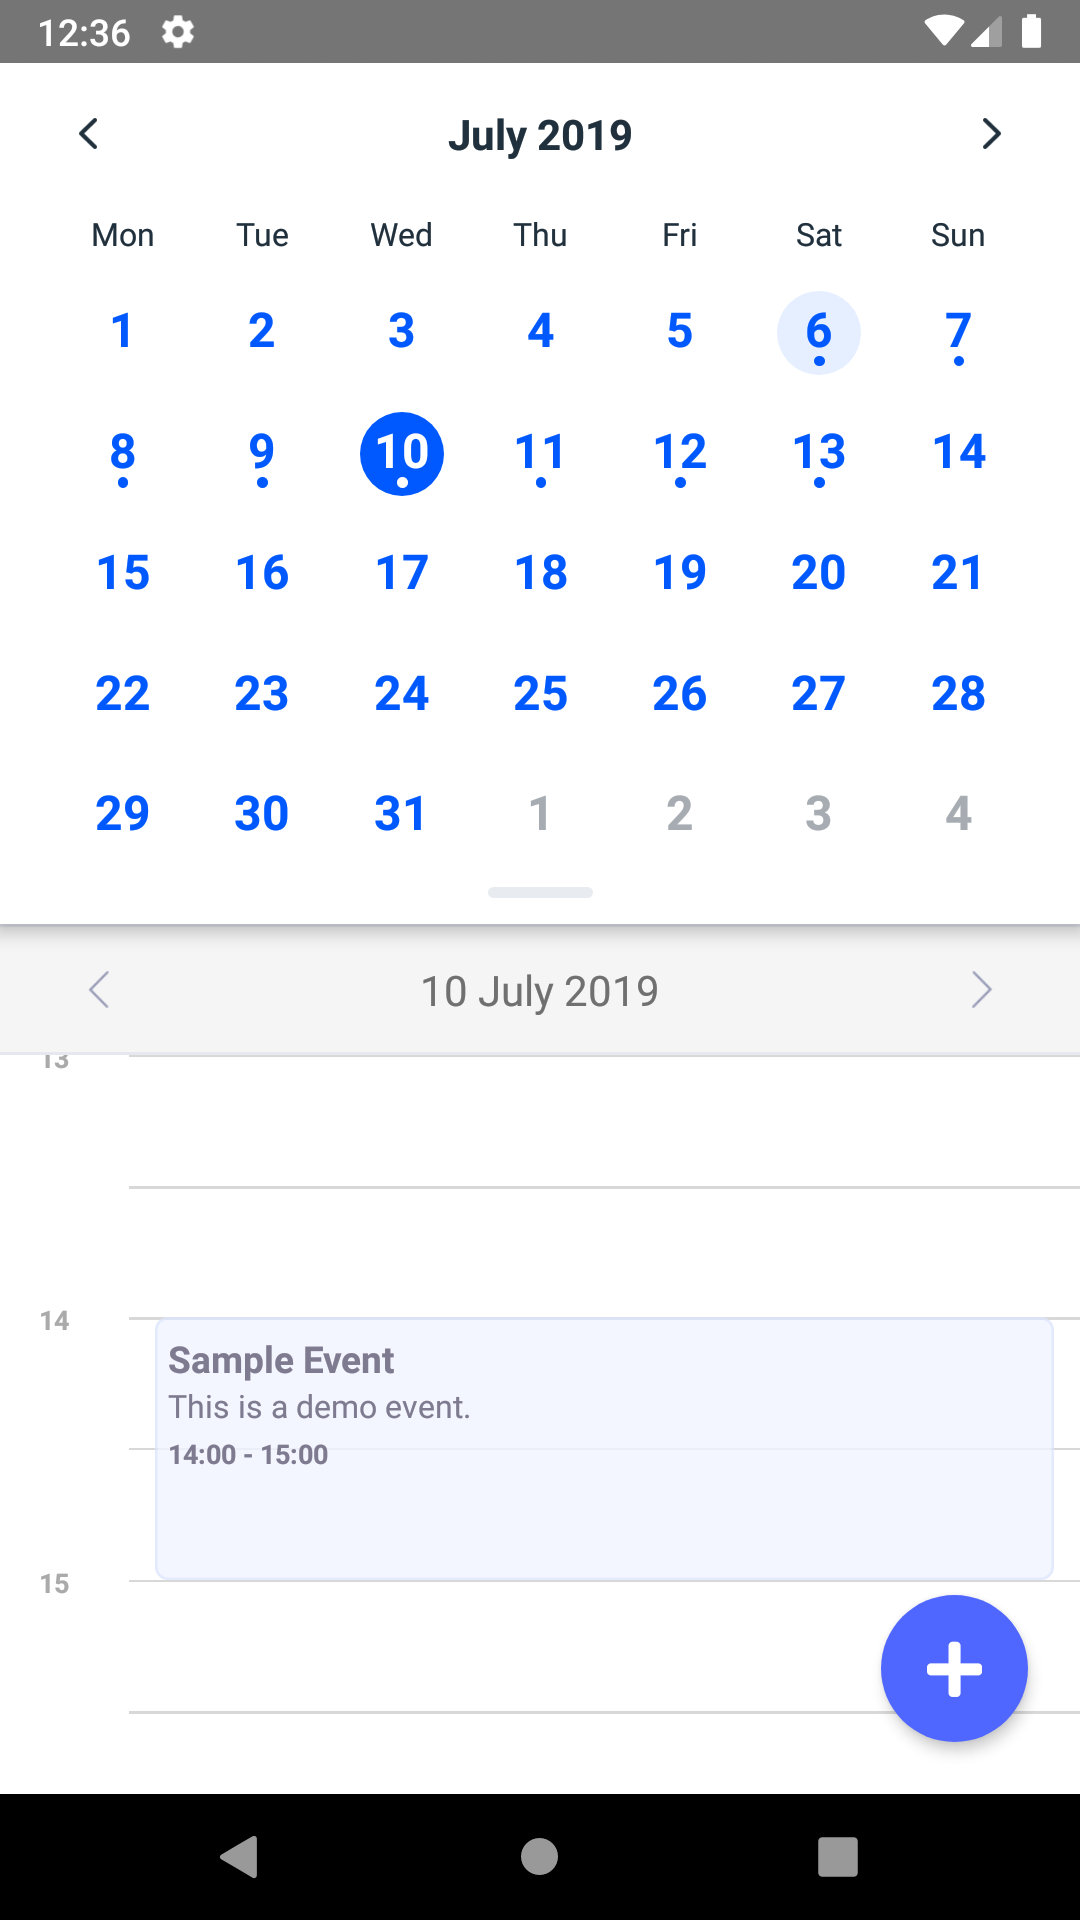 12:36
July 2019
Mon Tue Wed Thu Fri Sat Sun
1 2 3 4 5 6 7
8 9 10 11 12 13 14
15 16 17 18 19 20 21
22 23 24 25 26 27 28
29 30 31 1 2 3 4
10 July 2019
13
14
Sample Event
This is a demo event.
14:00 - 15:00
15